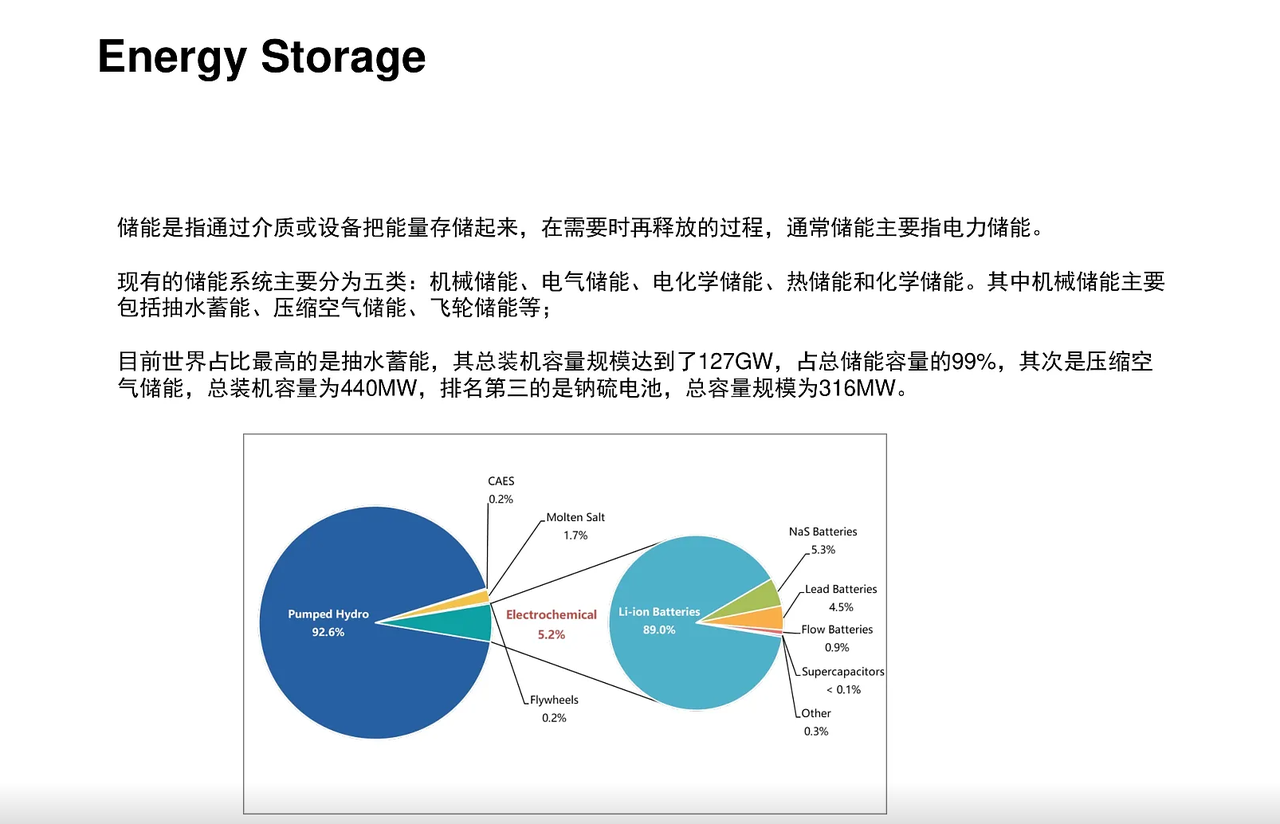 Energy Storage
储能是指通过介质或设备把能量存储起来，在需要时再释放的过程，通常储能主要指电力储能。
现有的储能系统主要分为五类：机械储能、电气储能、电化学储能、热储能和化学储能。其中机械储能主要
包括抽水蓄能、压缩空气储能、飞轮储能等；
目前世界占比最高的是抽水蓄能，其总装机容量规模达到了127GW，占总储能容量的99%，其次是压缩空
气储能，总装机容量为440MW，排名第三的是钠硫电池，总容量规模为316MW。
CAES
0.2%
Molten Salt
1.7%
Pumped Hydro
92.6%
Electrochemical
5.2%
Flywheels
0.2%
Li-ion Batteries
89.0%
NaS Batteries
5.3%
Lead Batteries
4.5%
Flow Batteries
0.9%
Supercapacitors
< 0.1%
Other
0.3%